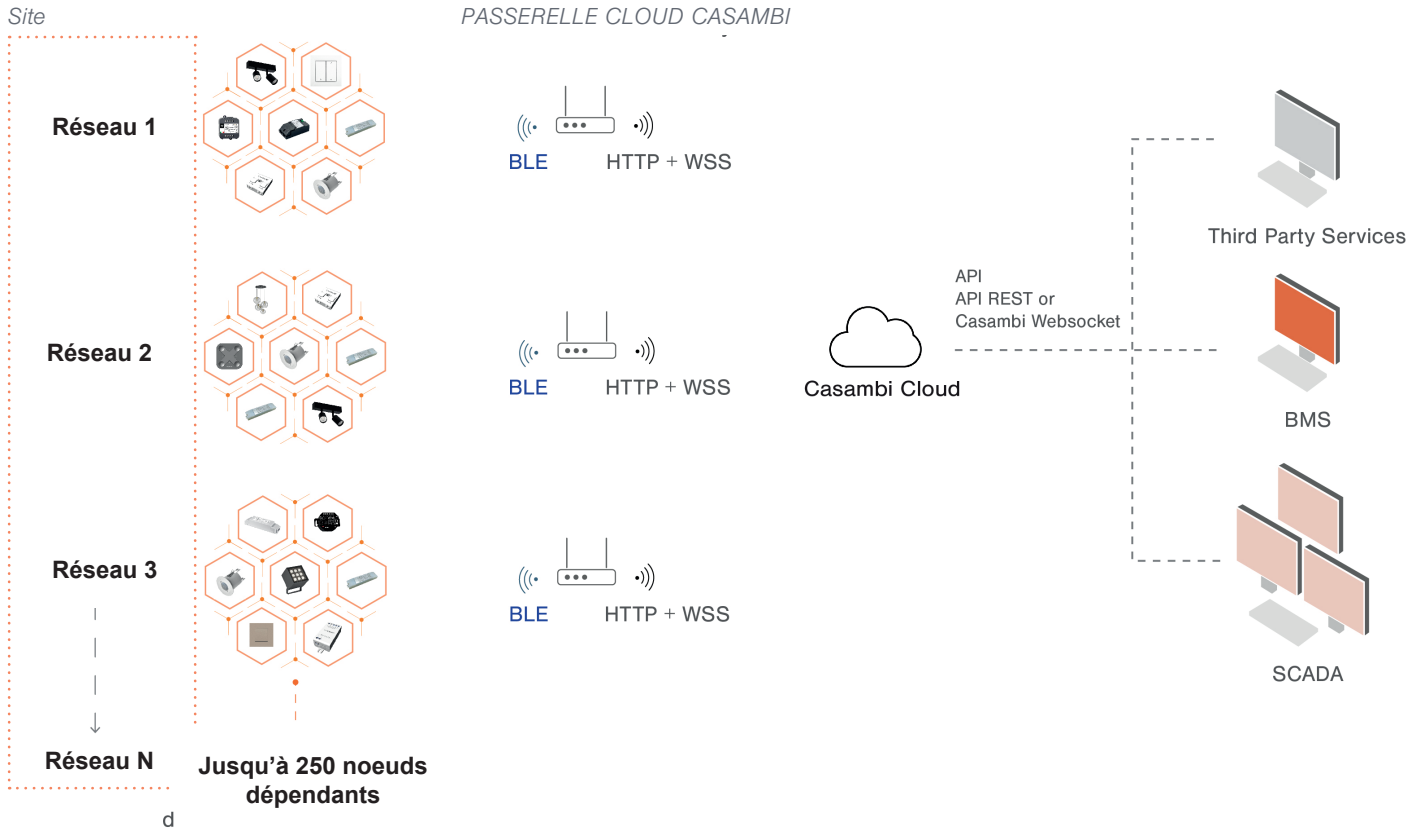 Site
PASSERELLE CLOUD CASAMBI
Réseau 1
BLE
HTTP + WSS
Third Party Services
Réseau 2
BLE
HTTP + WSS
Casambi Cloud
API
API REST or
Casambi Websocket
BMS
Réseau 3
BLE
HTTP + WSS
SCADA
Réseau N
Jusqu'à 250 noeuds
dépendants
d